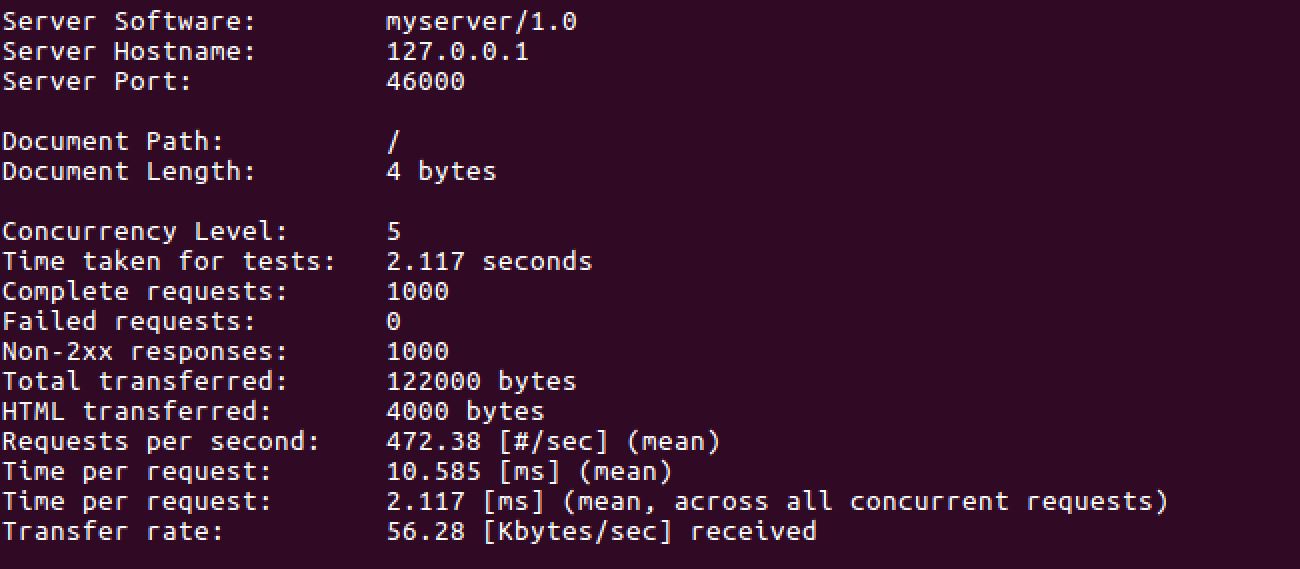 Server Software: myserver/1.0
Server Hostname: 127.0.0.1
Server Port: 46000
Document Path: /
Document Length: 4 bytes
Concurrency Level: 5
Time taken for tests: 2.117 seconds
Complete requests: 1000
Failed requests: 0
Non-2xx responses: 1000
Total transferred: 122000 bytes
HTML transferred: 4000 bytes
Requests per second: 472.38 [#/sec] (mean)
Time per request: 10.585 [ms] (mean)
Time per request: 2.117 [ms] (mean, across all concurrent requests)
Transfer rate: 56.28 [Kbytes/sec] received